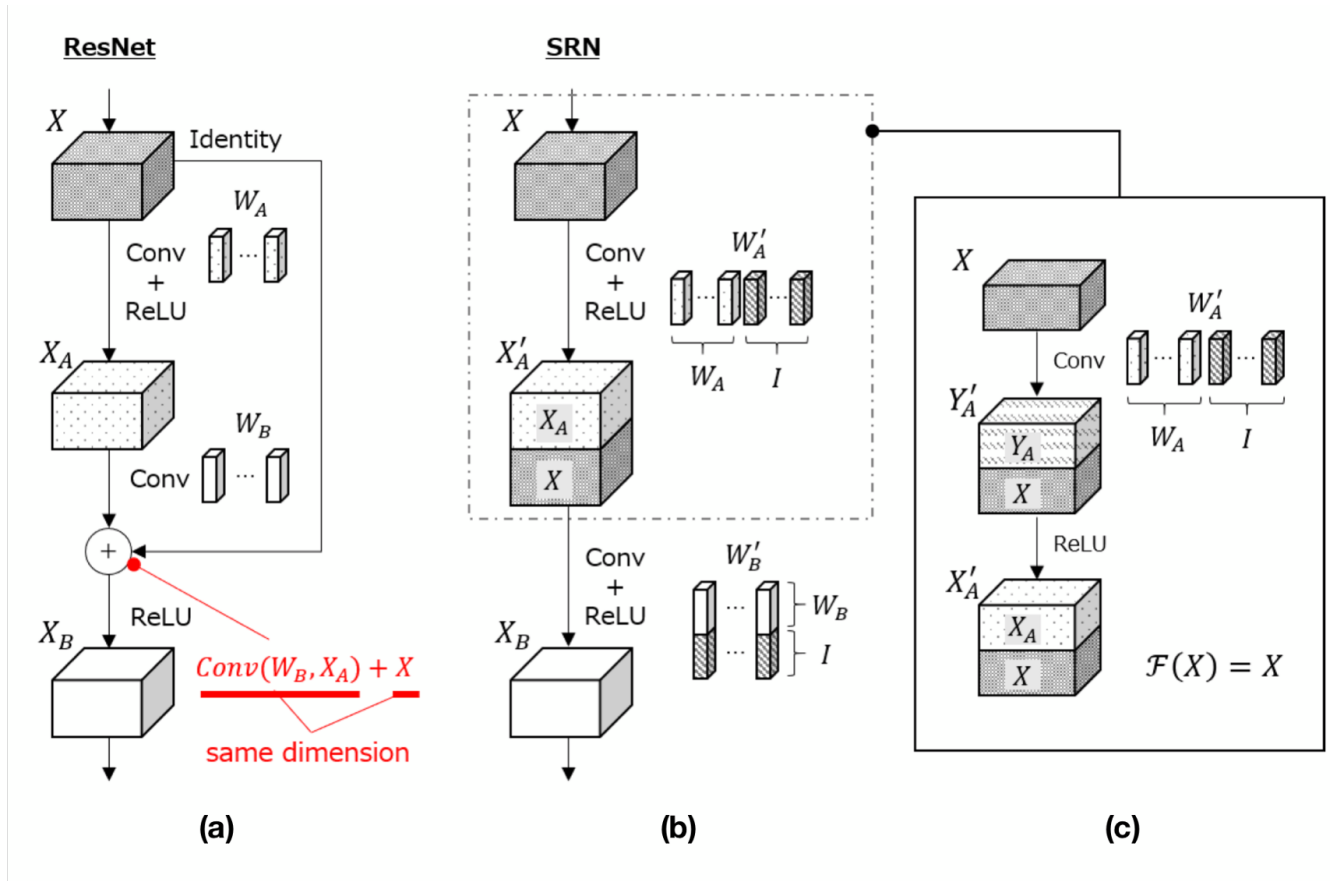 ResNet
X
Identity
W_A
...
Conv
+
ReLU
X_A
W_B
Conv
...
+
ReLU
X_B
Conv(W_B, X_A) + X
same dimension
(a)
SRN
X
W'_A
Conv
+
ReLU
... ...
W_A I
X'_A
X_A
X
Conv
+
ReLU
W'_B
...
W_B
...
I
X_B
(b)
X
W'_A
Conv
... ...
W_A I
Y'_A
Y_A
X
ReLU
X'_A
X_A
X
ℱ(X) = X
(c)